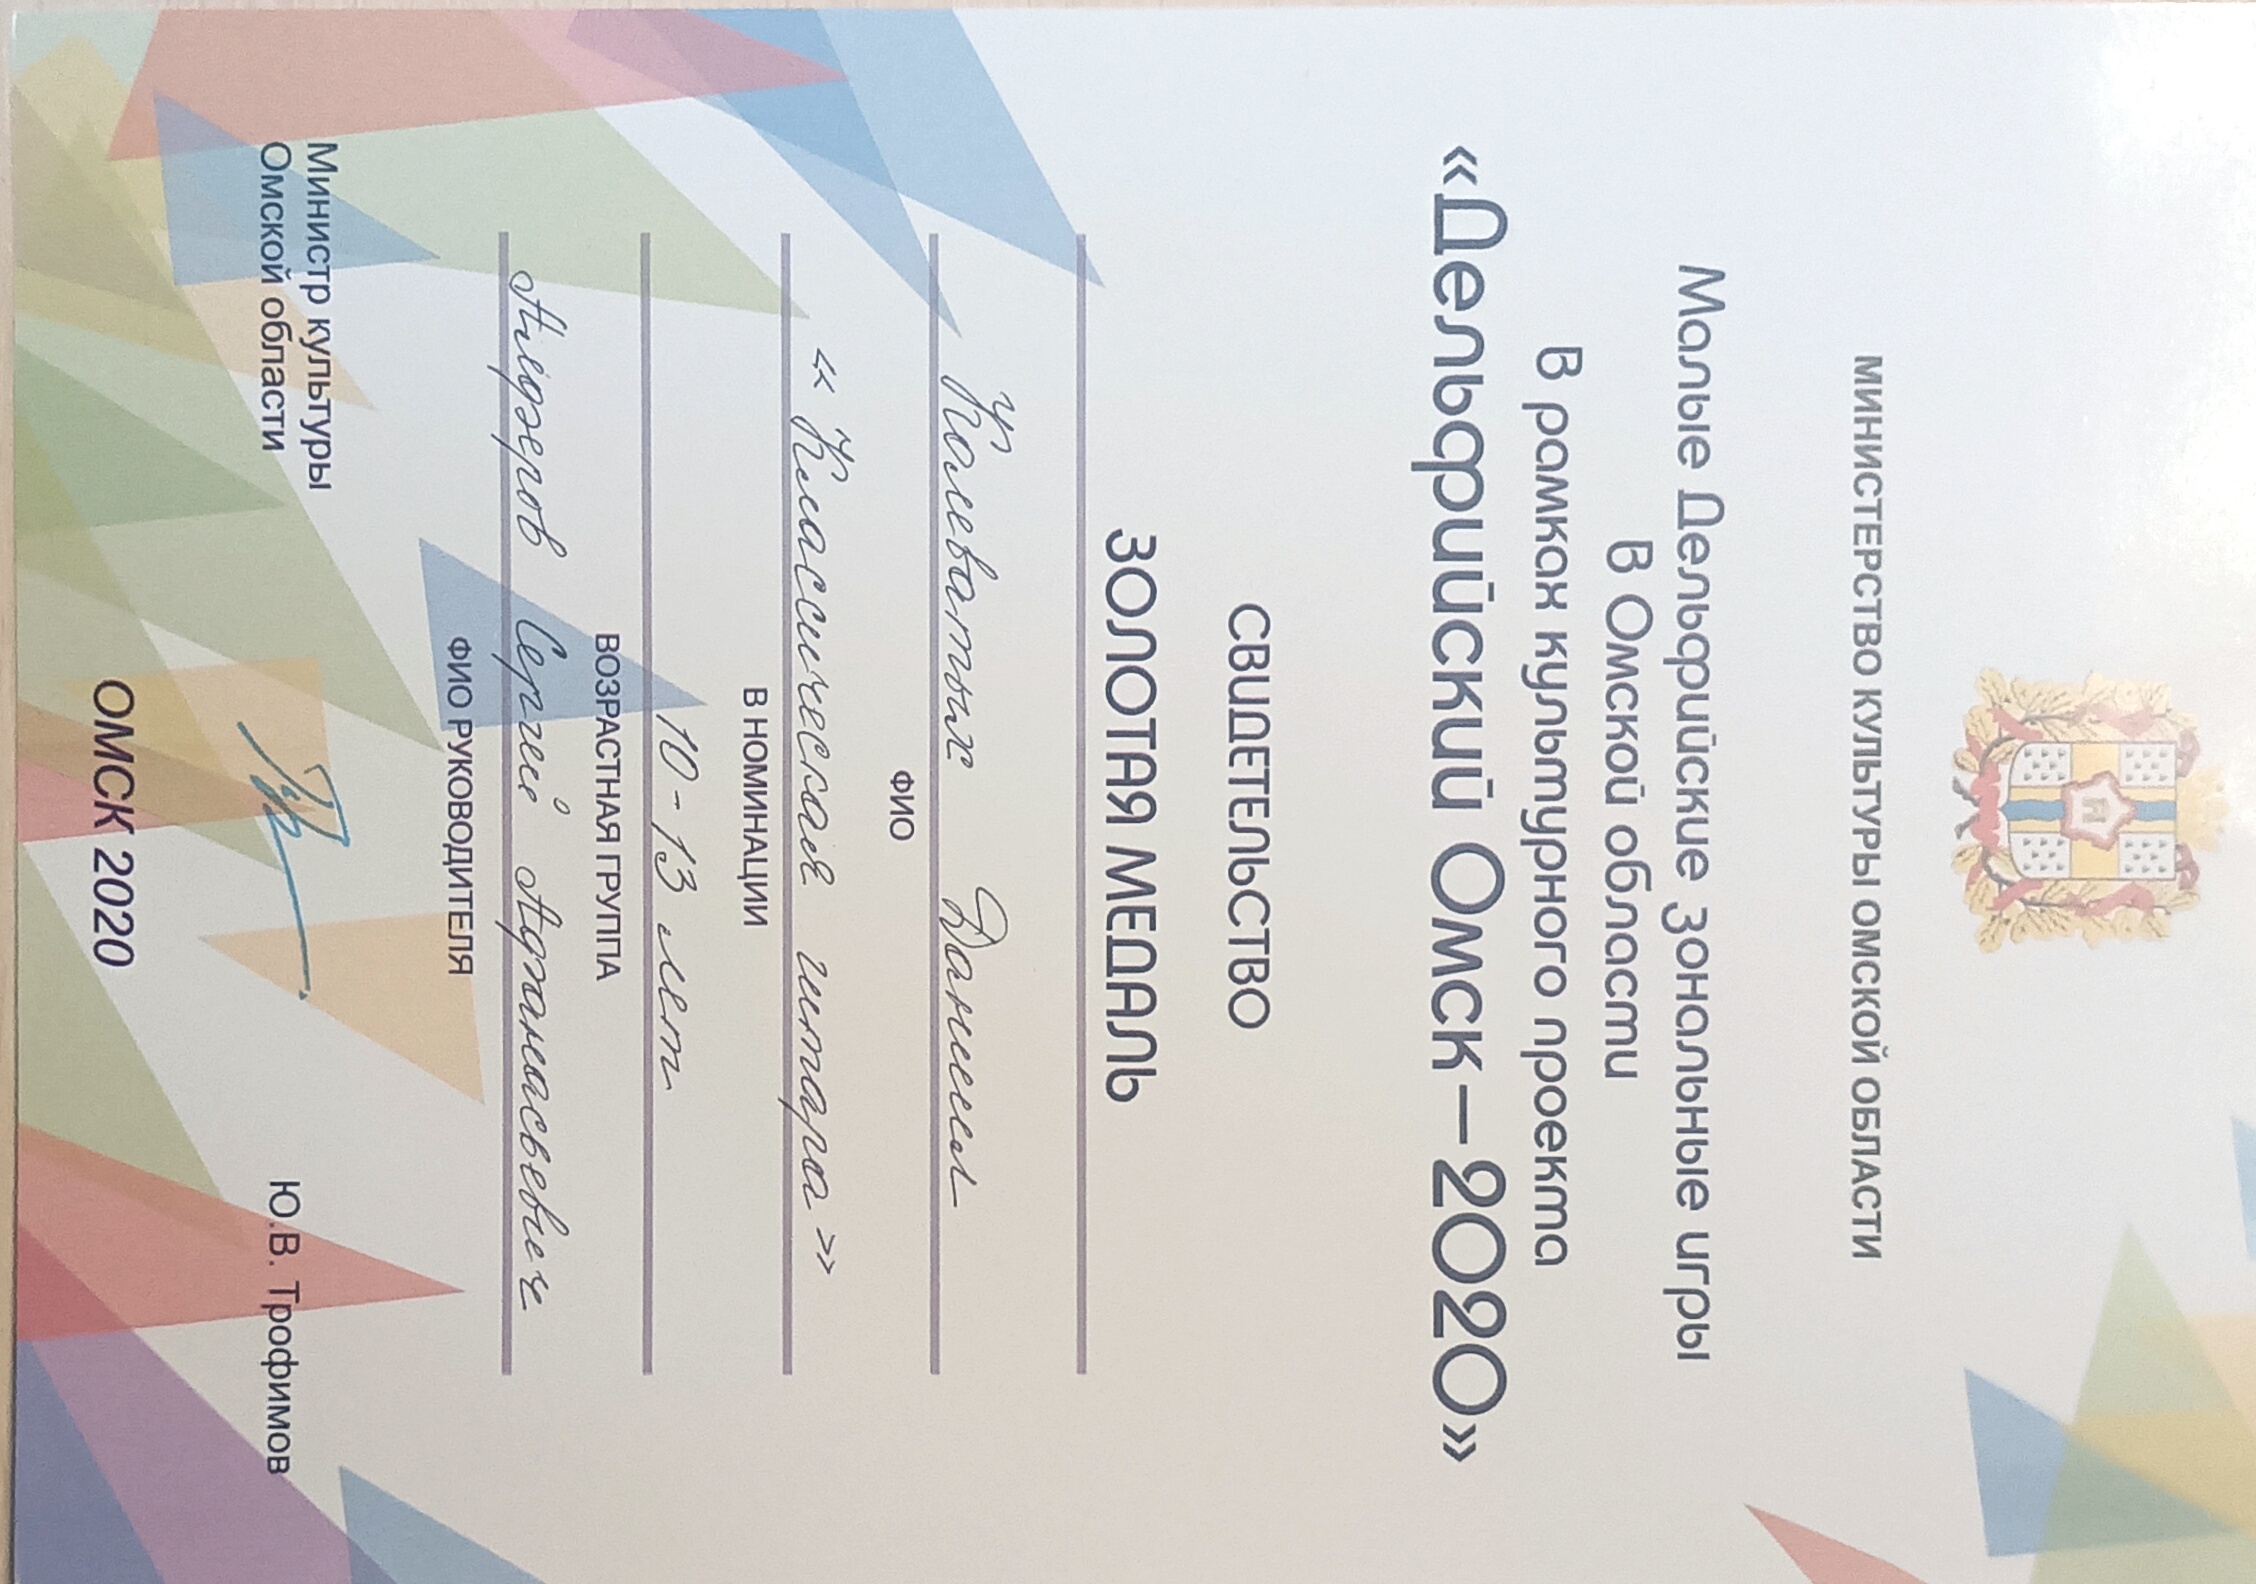 МИНИСТЕРСТВО КУЛЬТУРЫ ОМСКОЙ ОБЛАСТИ
Малые Дельфийские зональные игры
в Омской области
в рамках культурного проекта
«Дельфийский Омск—2020»
СВИДЕТЕЛЬСТВО
ЗОЛОТАЯ МЕДАЛЬ
Колеватых Даниил
ФИО
«Классическая гитара»
В НОМИНАЦИИ
10-13 лет
ВОЗРАСТНАЯ ГРУППА
Алферов Сергей Афанасьевич
ФИО РУКОВОДИТЕЛЯ
Министр культуры
Омской области
Ю.В. Трофимов
ОМСК 2020